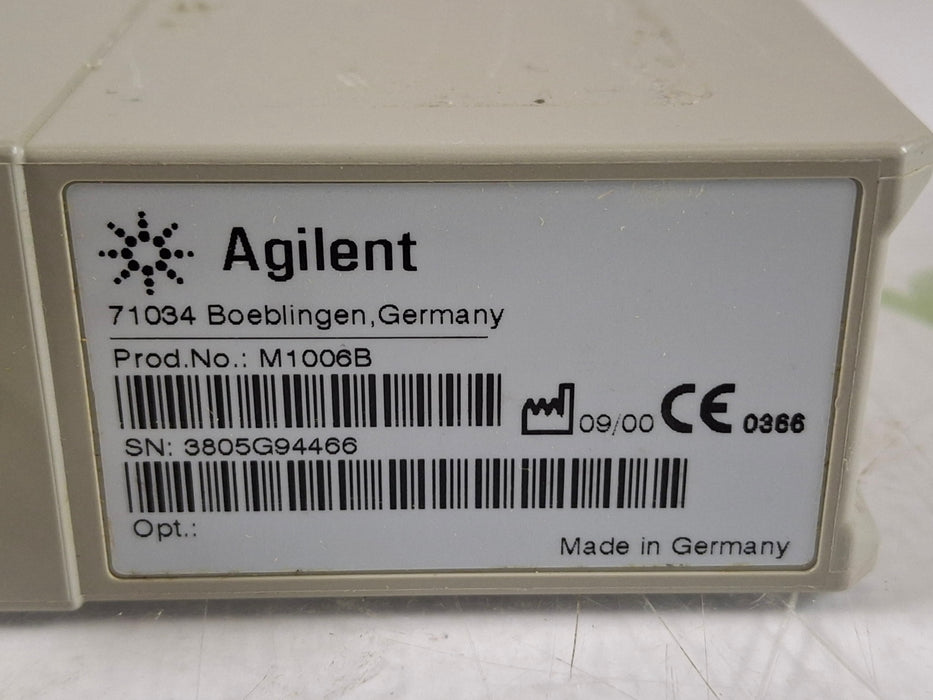 Agilent
71034 Boeblingen,Germany
Prod.No.: M1006B
09/00 CE 0366
SN: 3805G94466
Opt.:
Made in Germany